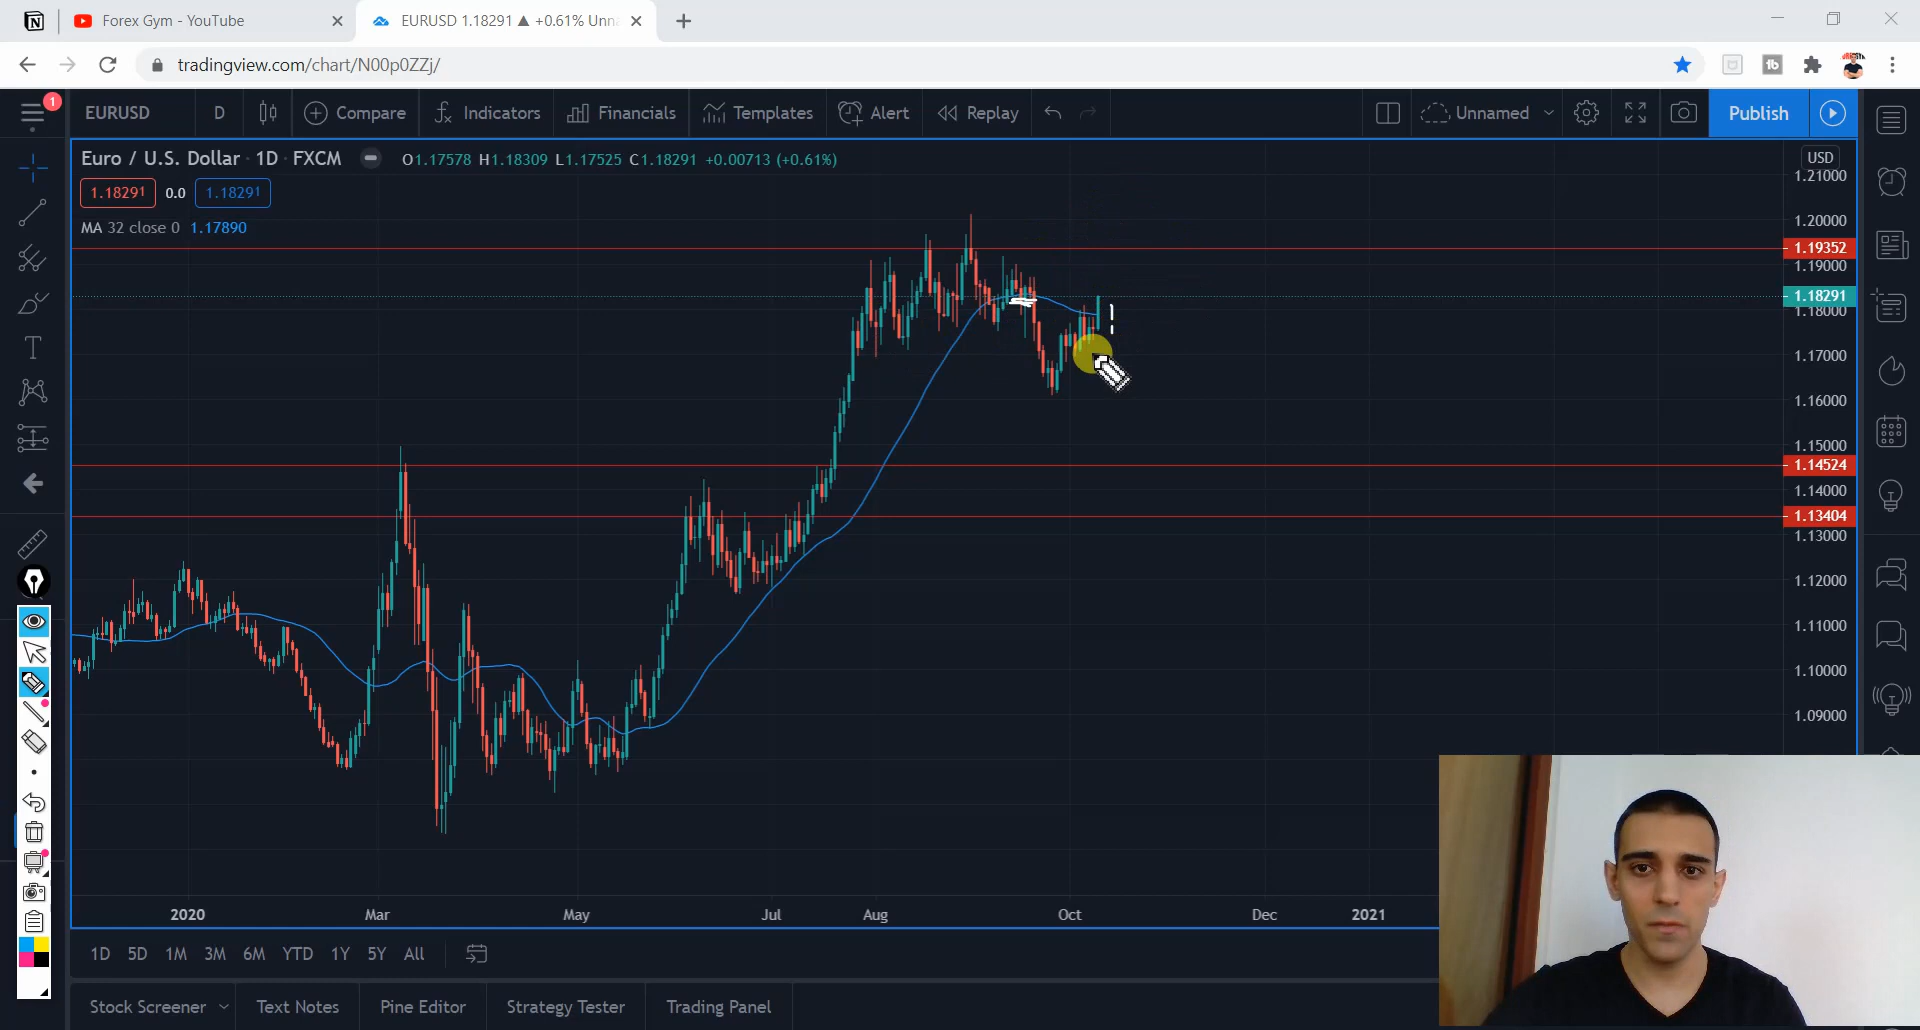 Forex Gym - YouTube
EURUSD 1.18291 ▲ +0.61% Unna
tradingview.com/chart/N00p0ZZj/
1
EURUSD D Compare Indicators Financials Templates Alert Replay Unnamed Publish
Euro / U.S. Dollar · 1D · FXCM O1.17578 H1.18309 L1.17525 C1.18291 +0.00713 (+0.61%)
1.18291 0.0 1.18291
MA 32 close 0 1.17890
USD
1.21000
1.20000
1.19352
1.19000
1.18291
1.18000
1.17000
1.16000
1.15000
1.14524
1.14000
1.13404
1.13000
1.12000
1.11000
1.10000
1.09000
2020 Mar May Jul Aug Oct Dec 2021
1D 5D 1M 3M 6M YTD 1Y 5Y All
Stock Screener Text Notes Pine Editor Strategy Tester Trading Panel